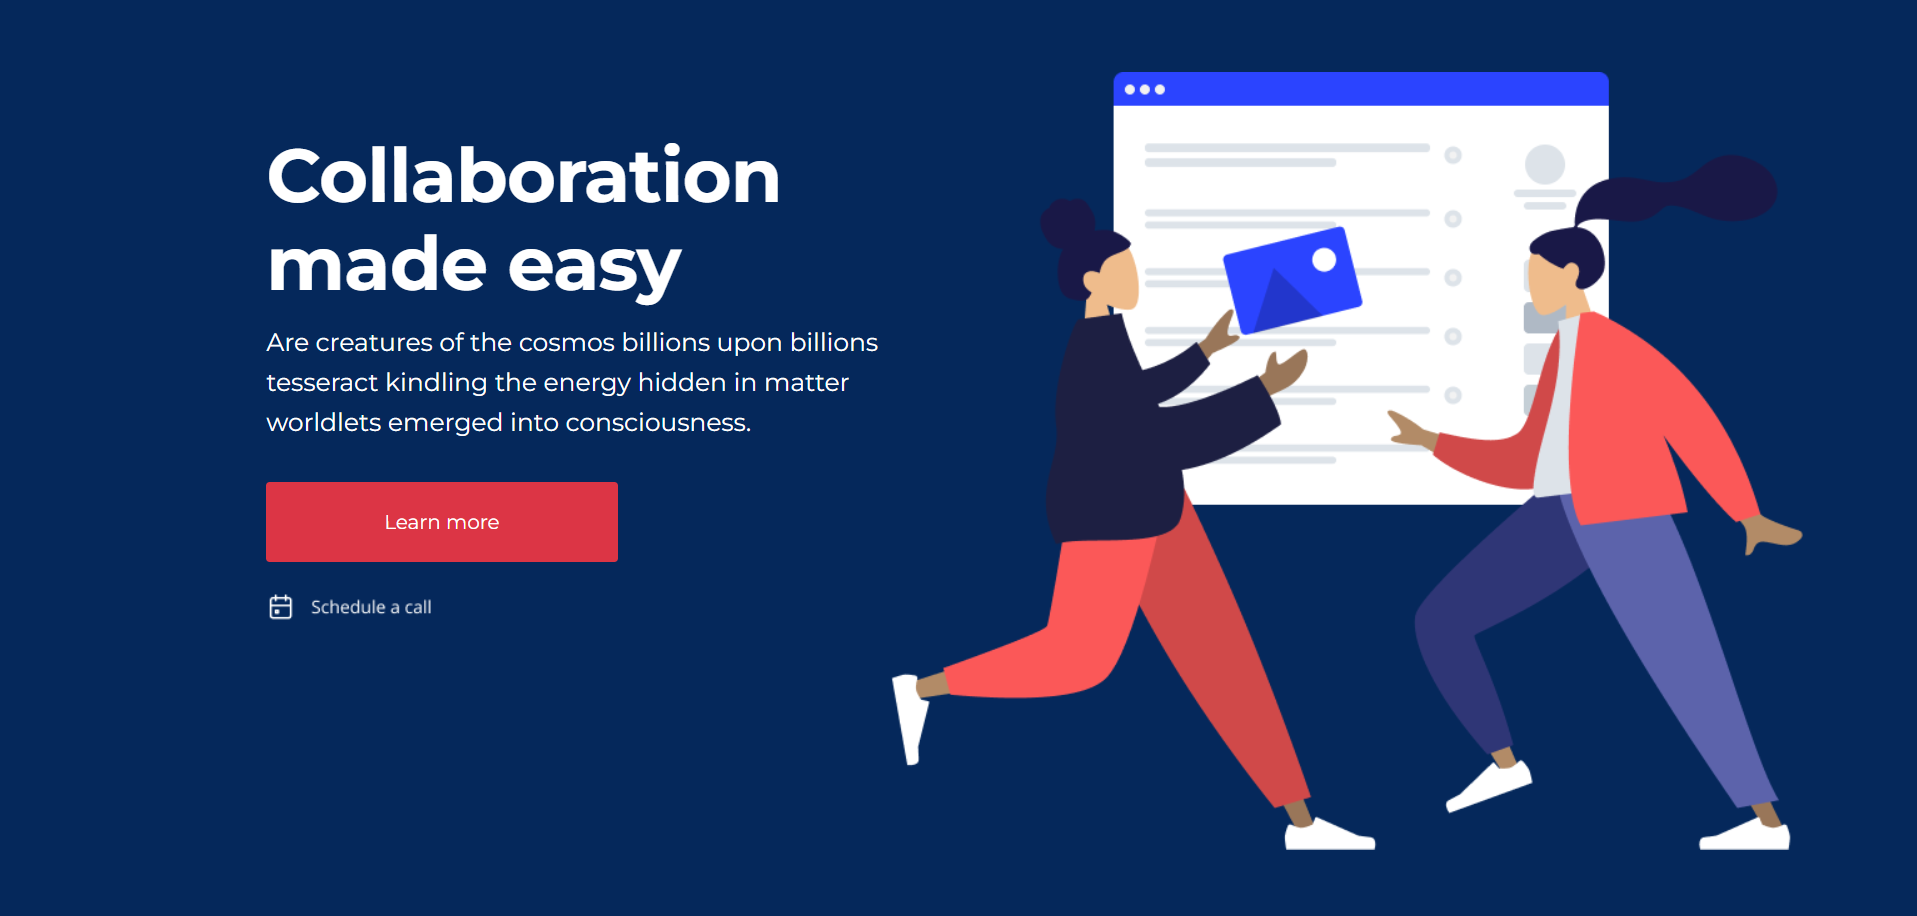 Collaboration
made easy
Are creatures of the cosmos billions upon billions
tesseract kindling the energy hidden in matter
worldlets emerged into consciousness.
Learn more
Schedule a call